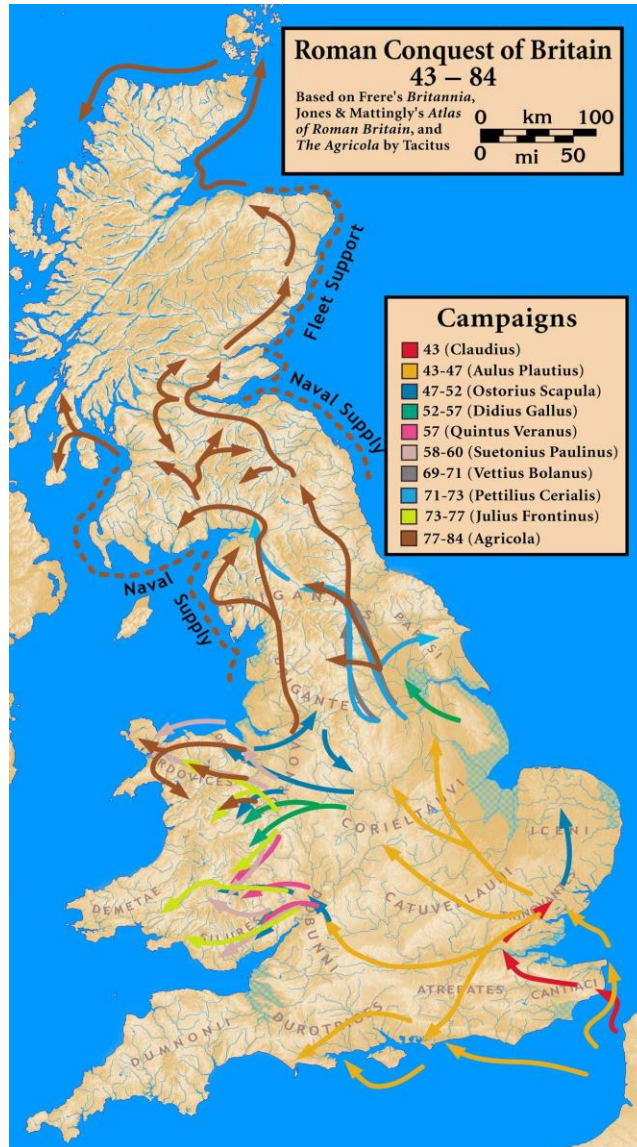 Roman Conquest of Britain
43 – 84
Based on Frere's Britannia,
Jones & Mattingly's Atlas
of Roman Britain, and
The Agricola by Tacitus
0 km 100
0 mi 50
Fleet Support
Naval Supply
Campaigns
43 (Claudius)
43-47 (Aulus Plautius)
47-52 (Ostorius Scapula)
52-57 (Didius Gallus)
57 (Quintus Veranus)
58-60 (Suetonius Paulinus)
69-71 (Vettius Bolanus)
71-73 (Pettilius Cerialis)
73-77 (Julius Frontinus)
77-84 (Agricola)
Naval
Supply
BRIGANTES
PARISI
BRIGANTES
ORDOVICES
CORIELTAUVI
ICENI
CATUVELLAUNI
DEMETAE
SILURES
DOBUNNI
ATREBATES
CANTIACI
DUROTRIGES
DUMNONII